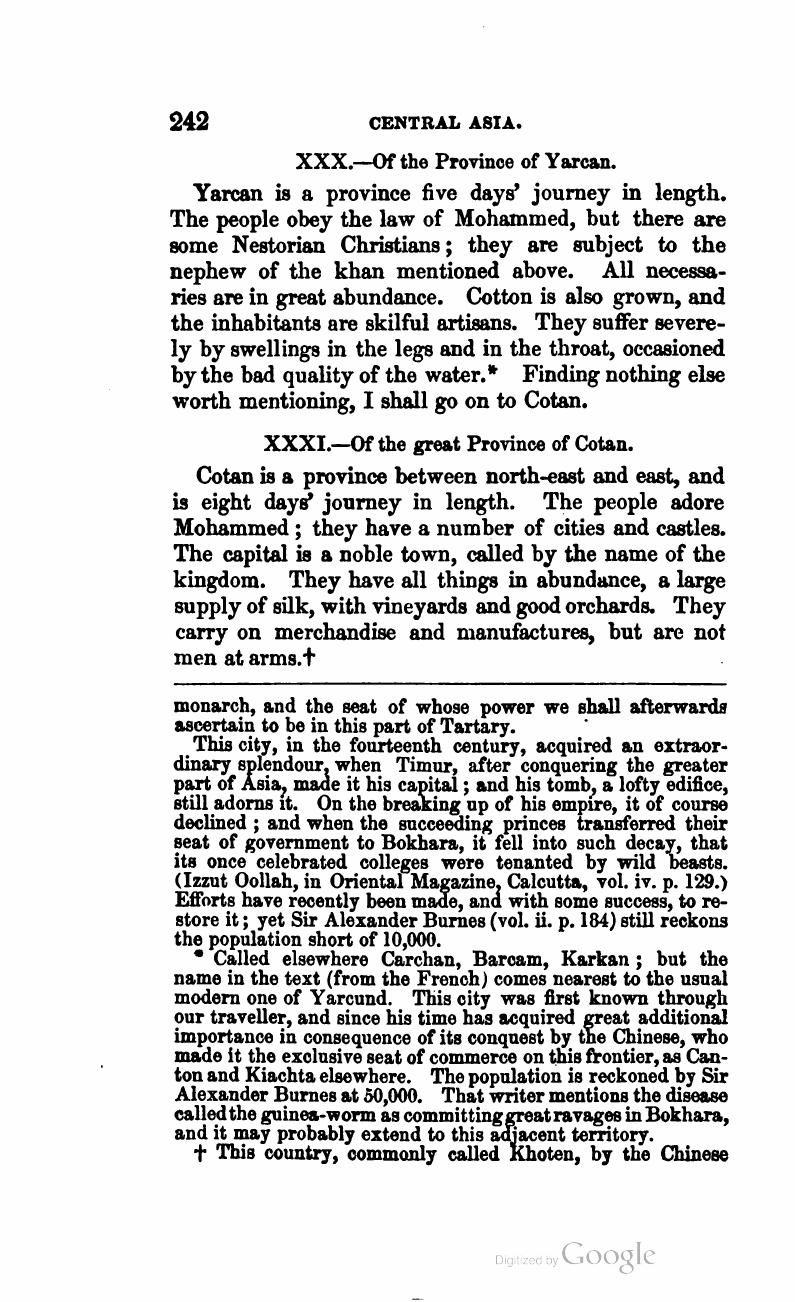 242 CENTRAL ASIA.
XXX.—Of the Province of Yarcan.
Yarcan is a province five days’ journey in length.
The people obey the law of Mohammed, but there are
some Nestorian Christians; they are subject to the
nephew of the khan mentioned above. All necessa-
ries are in great abundance. Cotton is also grown, and
the inhabitants are skilful artisans. They suffer severe-
ly by swellings in the legs and in the throat, occasioned
by the bad quality of the water.* Finding nothing else
worth mentioning, I shall go on to Cotan.
XXXI.—Of the great Province of Cotan.
Cotan is a province between north-east and east, and
is eight days’ journey in length. The people adore
Mohammed; they have a number of cities and castles.
The capital is a noble town, called by the name of the
kingdom. They have all things in abundance, a large
supply of silk, with vineyards and good orchards. They
carry on merchandise and manufactures, but are not
men at arms.†
monarch, and the seat of whose power we shall afterwards
ascertain to be in this part of Tartary.
This city, in the fourteenth century, acquired an extraor-
dinary splendour, when Timur, after conquering the greater
part of Asia, made it his capital; and his tomb, a lofty edifice,
still adorns it. On the breaking up of his empire, it of course
declined; and when the succeeding princes transferred their
seat of government to Bokhara, it fell into such decay, that
its once celebrated colleges were tenanted by wild beasts.
(Izzut Oollah, in Oriental Magazine, Calcutta, vol. iv. p. 129.)
Efforts have recently been made, and with some success, to re-
store it; yet Sir Alexander Burnes (vol. ii. p. 184) still reckons
the population short of 10,000.
* Called elsewhere Carchan, Barcam, Karkan; but the
name in the text (from the French) comes nearest to the usual
modern one of Yarcund. This city was first known through
our traveller, and since his time has acquired great additional
importance in consequence of its conquest by the Chinese, who
made it the exclusive seat of commerce on this frontier, as Can-
ton and Kiachta elsewhere. The population is reckoned by Sir
Alexander Burnes at 50,000. That writer mentions the disease
called the guinea-worm as committing great ravages in Bokhara,
and it may probably extend to this adjacent territory.
† This country, commonly called Khoten, by the Chinese
Digitized by Google